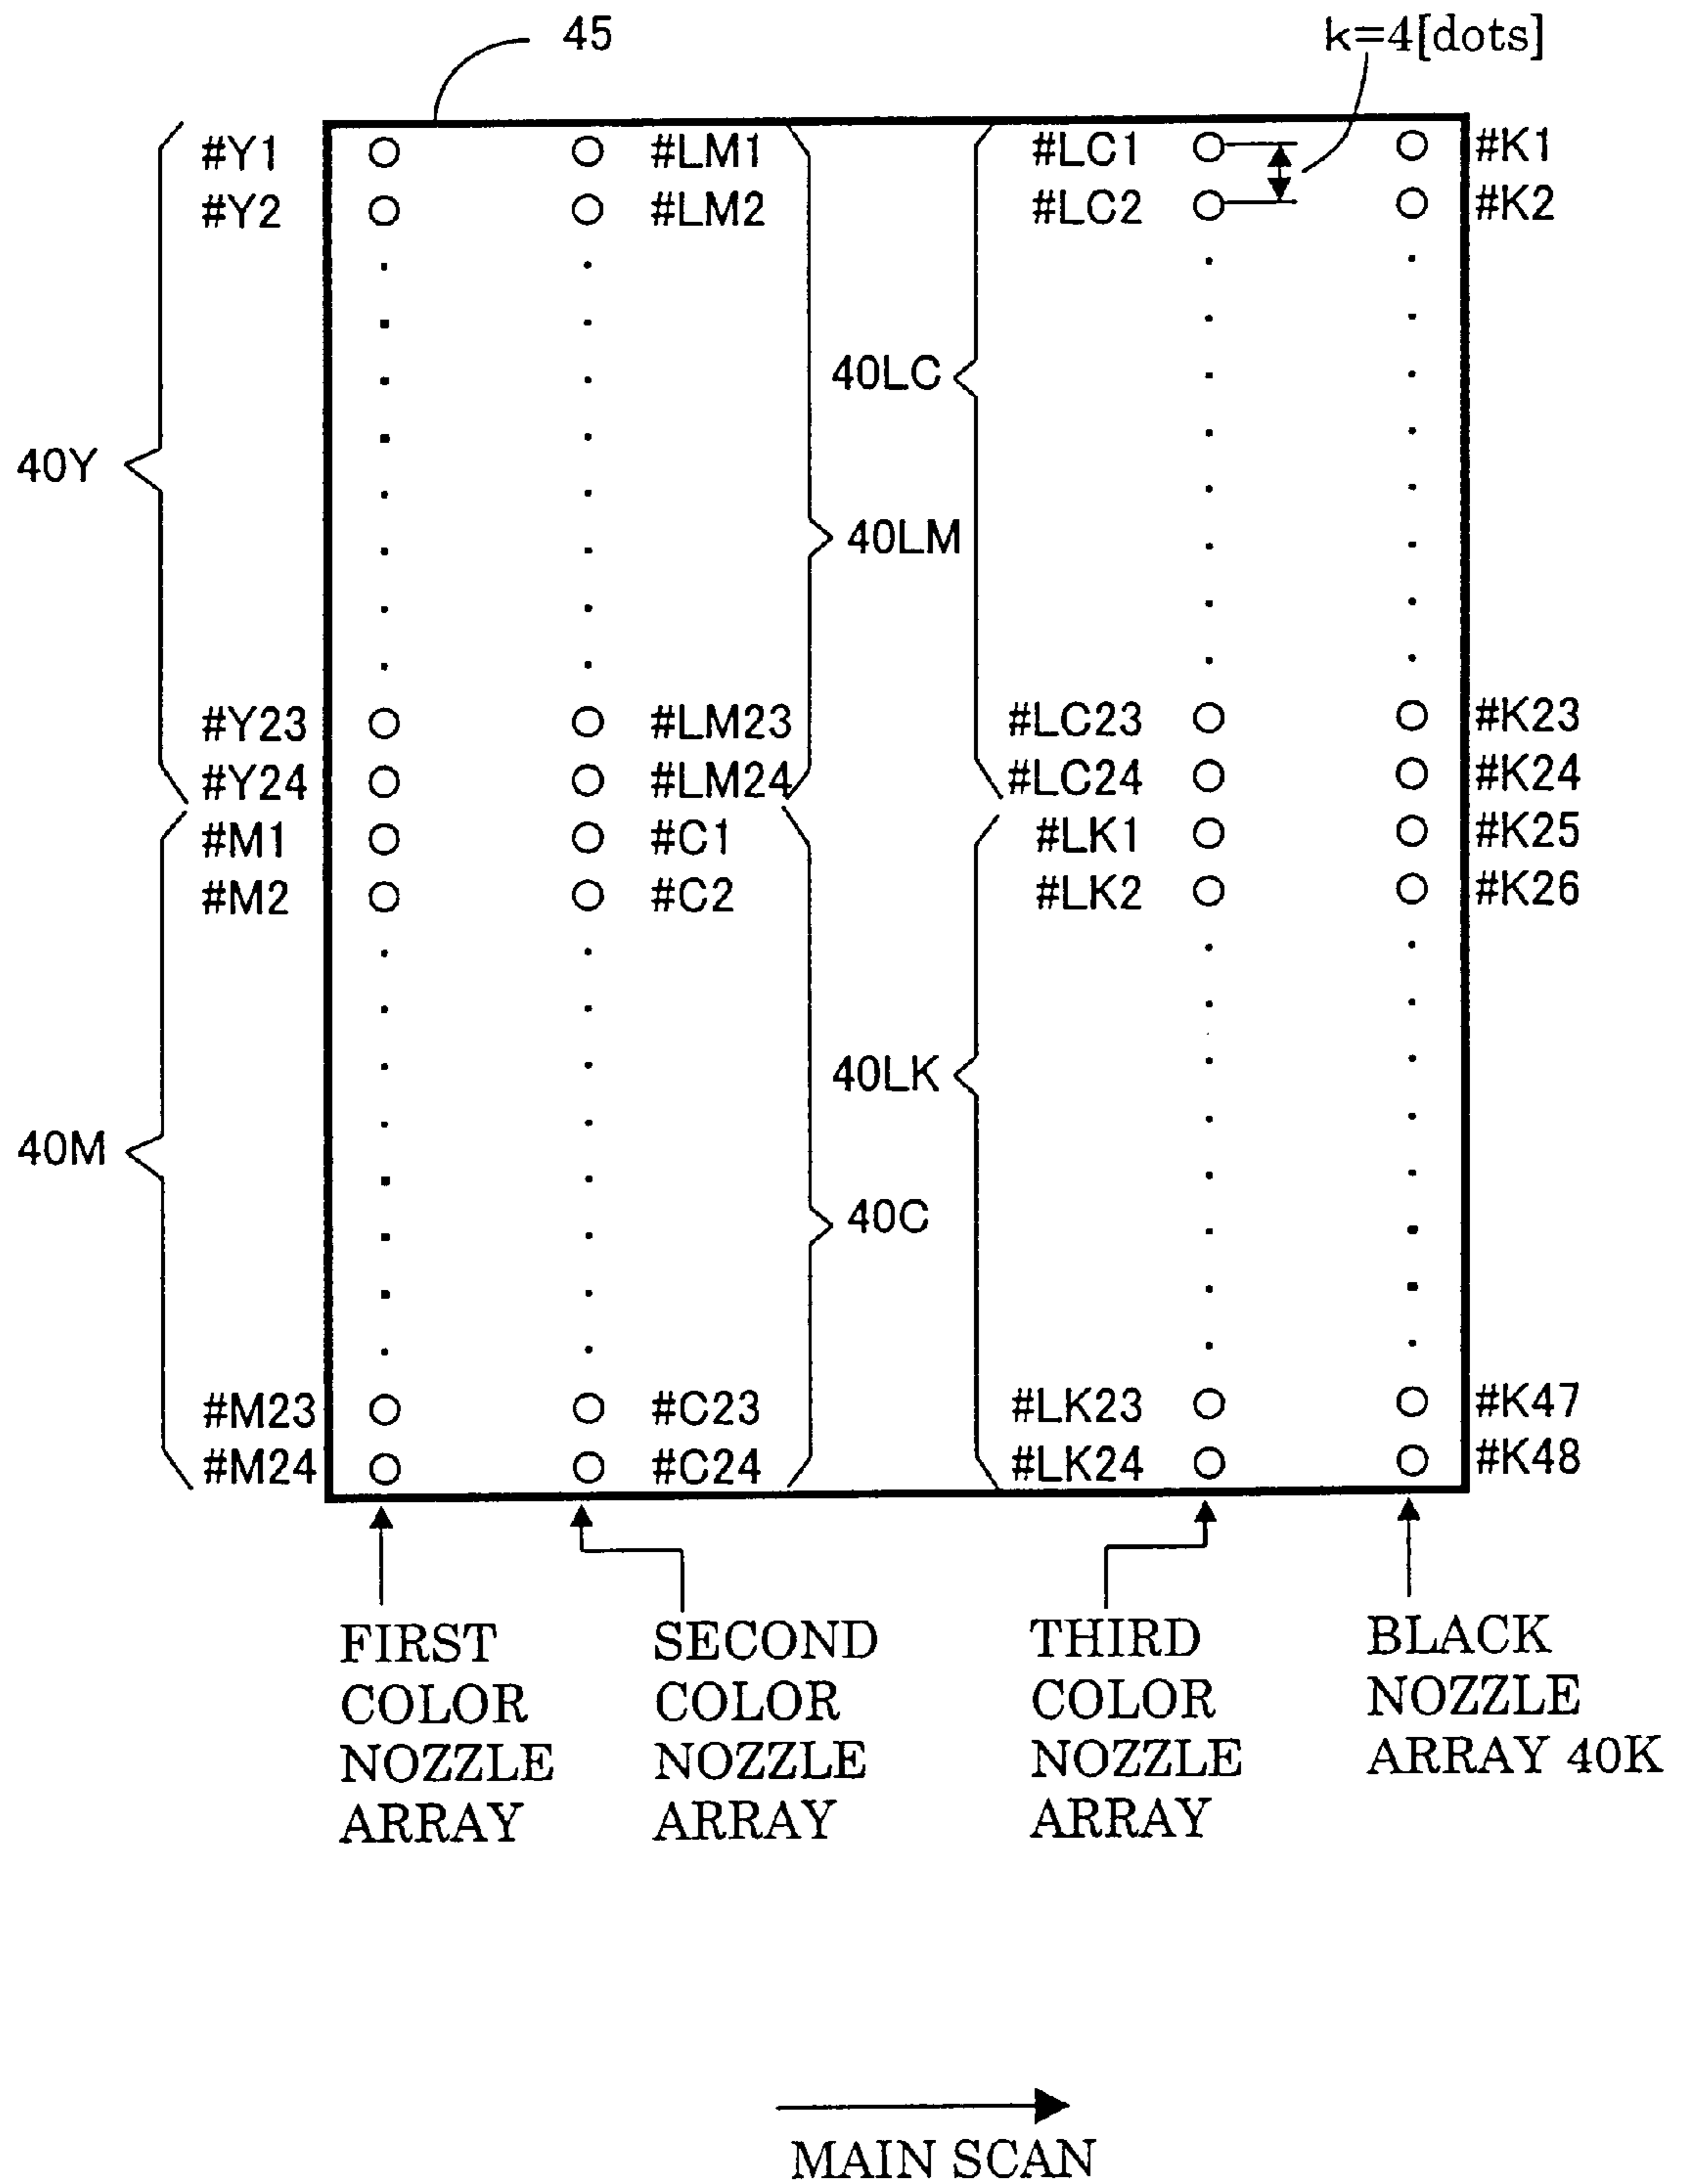 45 k=4[dots]
#Y1 #LM1 #LC1 #K1
#Y2 #LM2 #LC2 #K2
40LC
40Y
40LM
#Y23 #LM23 #LC23 #K23
#Y24 #LM24 #LC24 #K24
#M1 #C1 #LK1 #K25
#M2 #C2 #LK2 #K26
40LK
40M
40C
#M23 #C23 #LK23 #K47
#M24 #C24 #LK24 #K48
FIRST
COLOR
NOZZLE
ARRAY
SECOND
COLOR
NOZZLE
ARRAY
THIRD
COLOR
NOZZLE
ARRAY
BLACK
NOZZLE
ARRAY 40K
MAIN SCAN